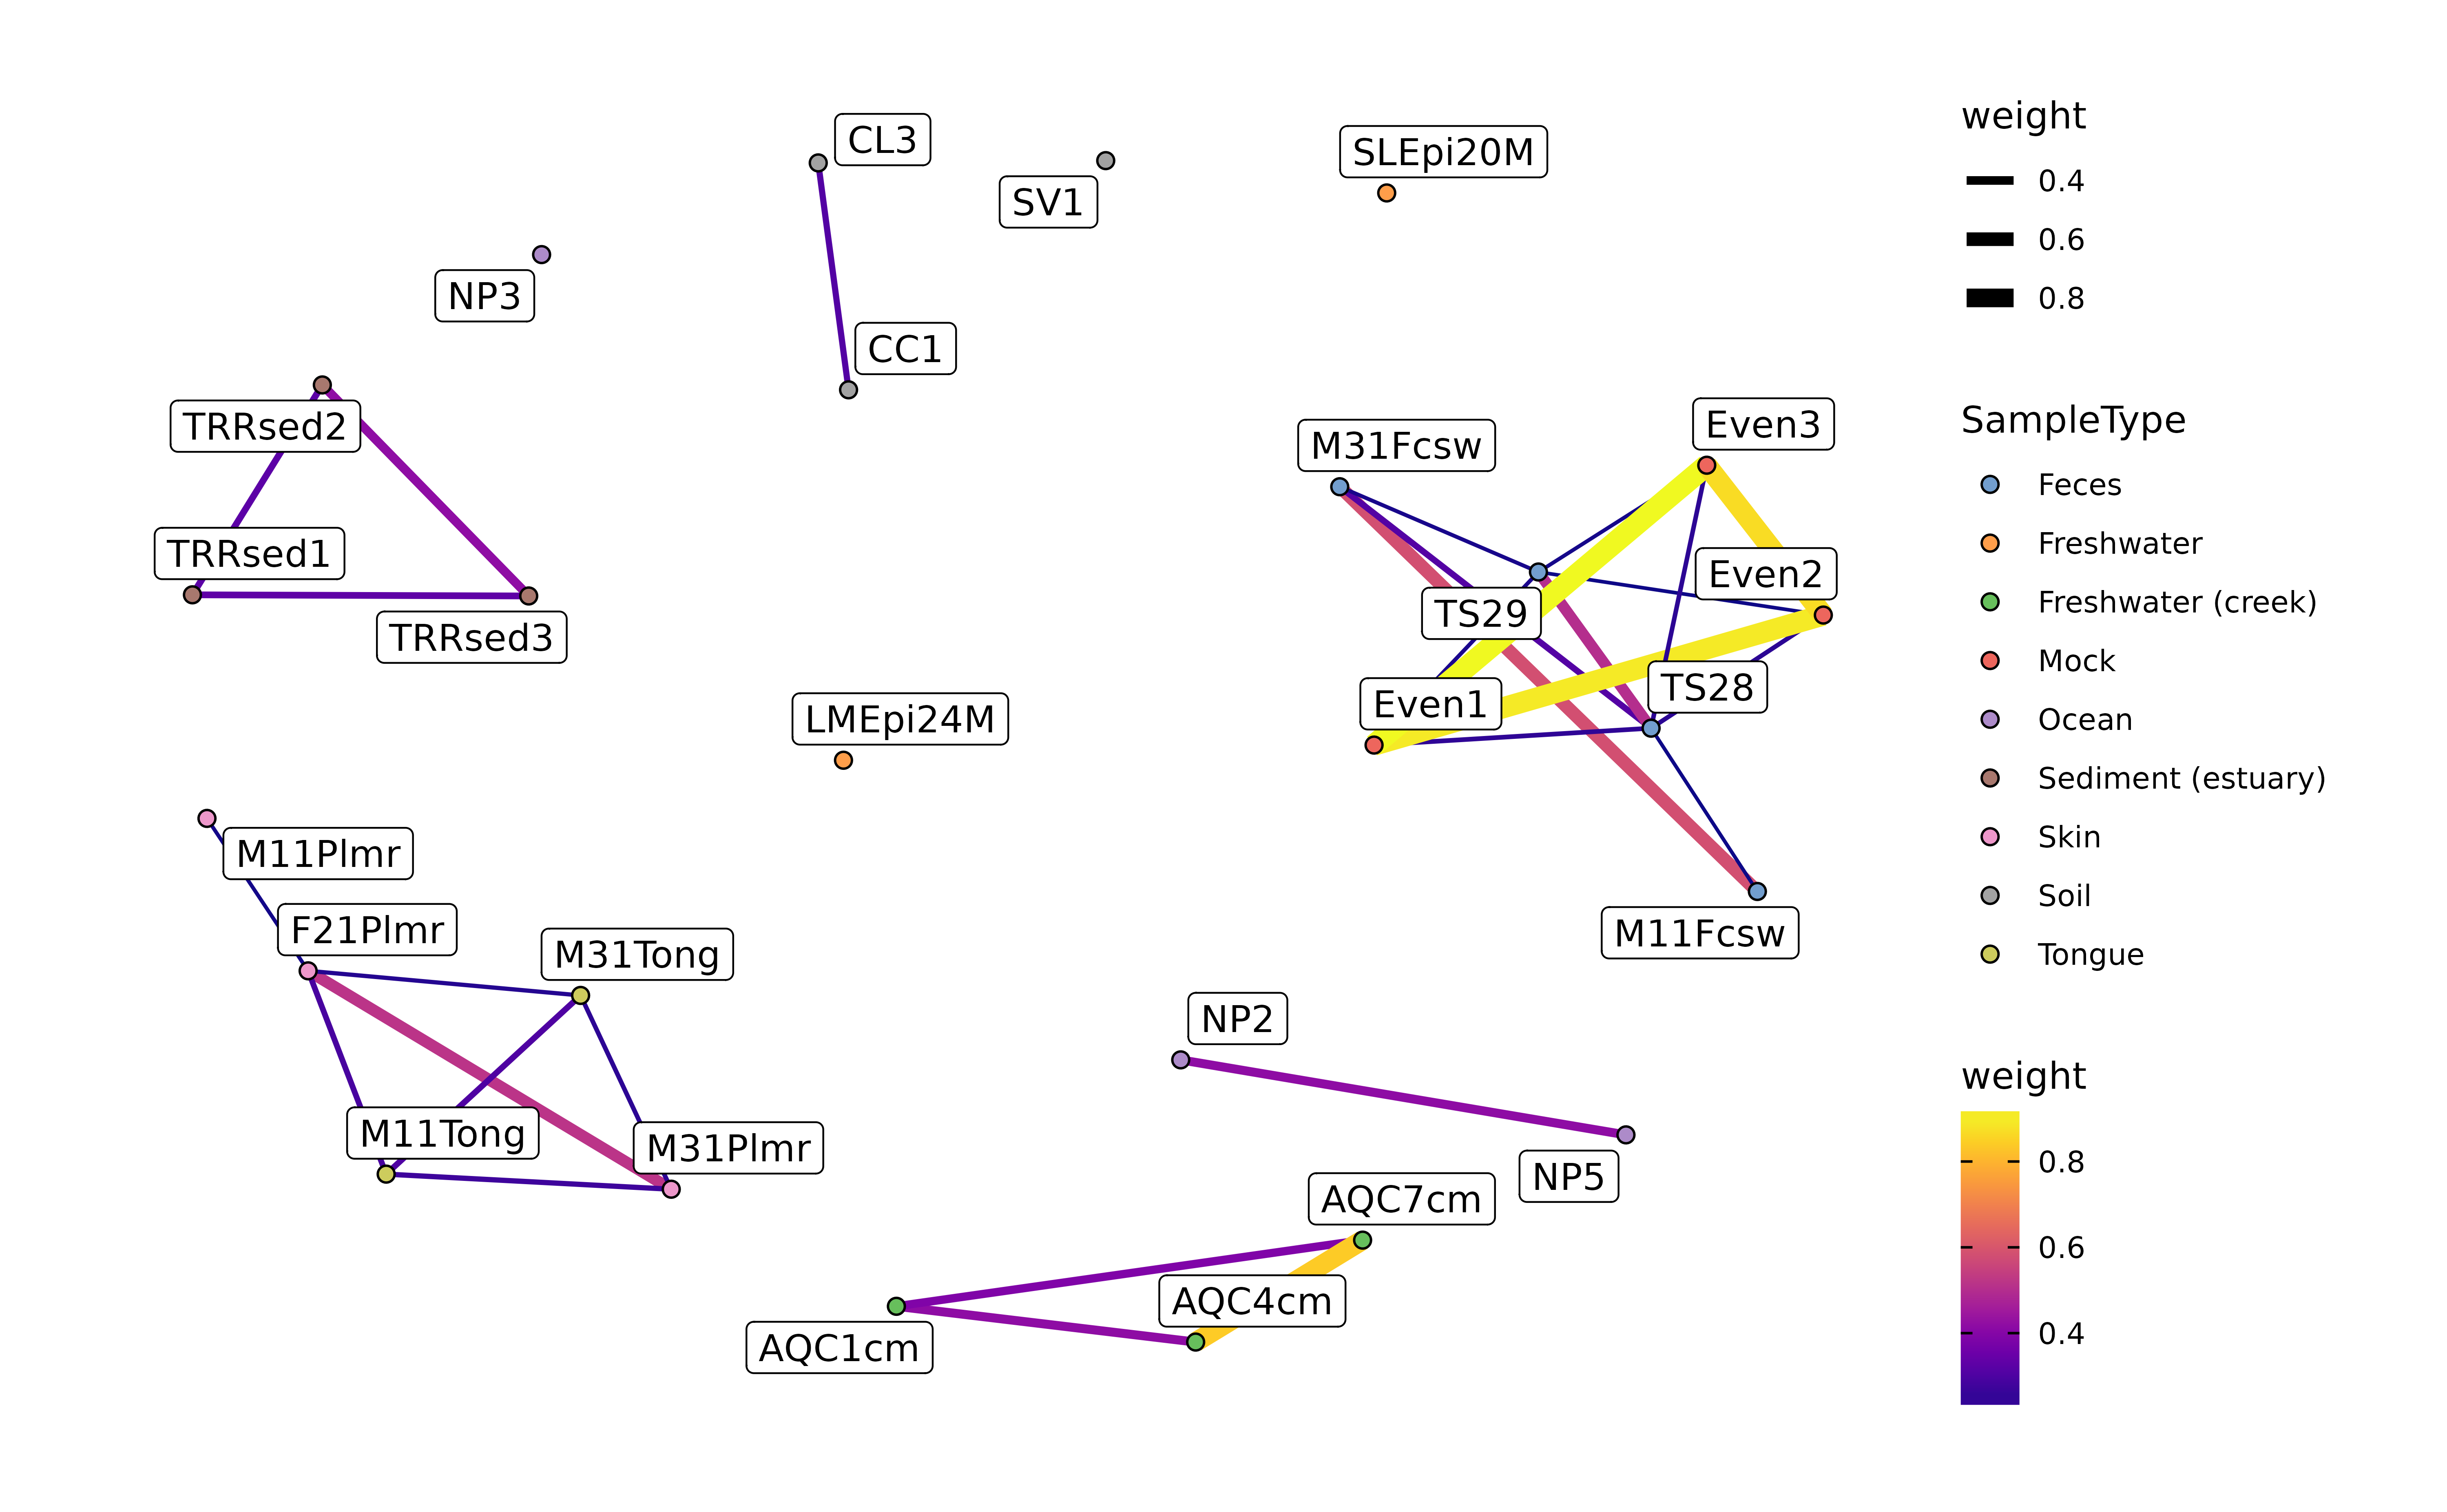 CL3
SV1
SLEpi20M
NP3
CC1
TRRsed2
TRRsed1
TRRsed3
M31Fcsw
Even3
Even2
TS29
TS28
Even1
LMEpi24M
M11Plmr
F21Plmr
M31Tong
M11Fcsw
NP2
M11Tong
M31Plmr
NP5
AQC7cm
AQC4cm
AQC1cm
weight
0.4
0.6
0.8
SampleType
Feces
Freshwater
Freshwater (creek)
Mock
Ocean
Sediment (estuary)
Skin
Soil
Tongue
weight
0.8
0.6
0.4